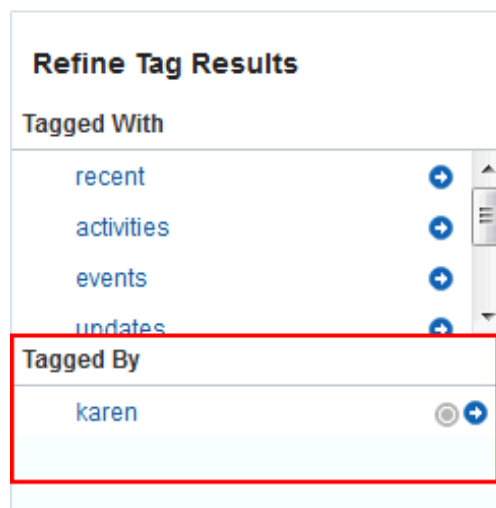 Refine Tag Results
Tagged With
recent
activities
events
updates
Tagged By
karen